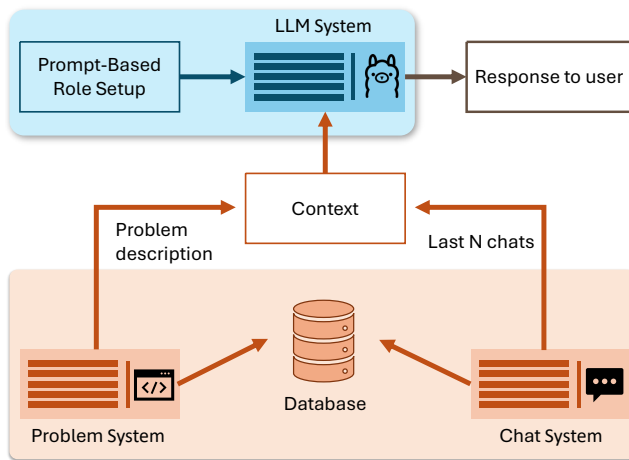 LLM System
Prompt-Based
Role Setup
Response to user
Context
Problem
description
Last N chats
</>
Database
Problem System
Chat System